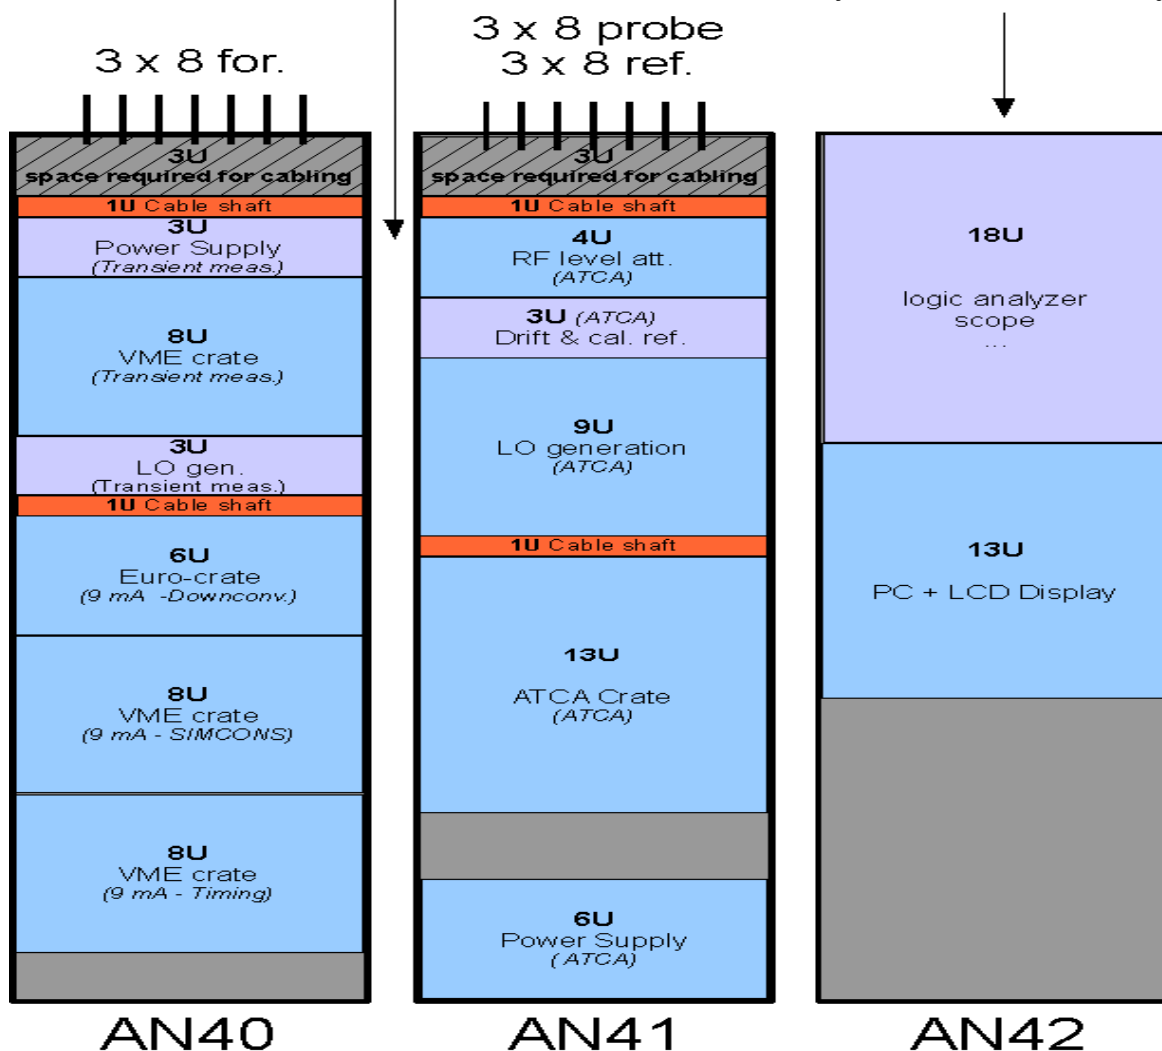 3 x 8 for.
3U
space required for cabling
1U Cable shaft
3U
Power Supply
(Transient meas.)
8U
VME crate
(Transient meas.)
3U
LO gen.
(Transient meas.)
1U Cable shaft
6U
Euro-crate
(9 mA -Downconv.)
8U
VME crate
(9 mA - SIMCONS)
8U
VME crate
(9 mA - Timing)
AN40
3 x 8 probe
3 x 8 ref.
3U
space required for cabling
1U Cable shaft
4U
RF level att.
(ATCA)
3U (ATCA)
Drift & cal. ref.
9U
LO generation
(ATCA)
1U Cable shaft
13U
ATCA Crate
(ATCA)
6U
Power Supply
(ATCA)
AN41
18U
logic analyzer
scope
...
13U
PC + LCD Display
AN42